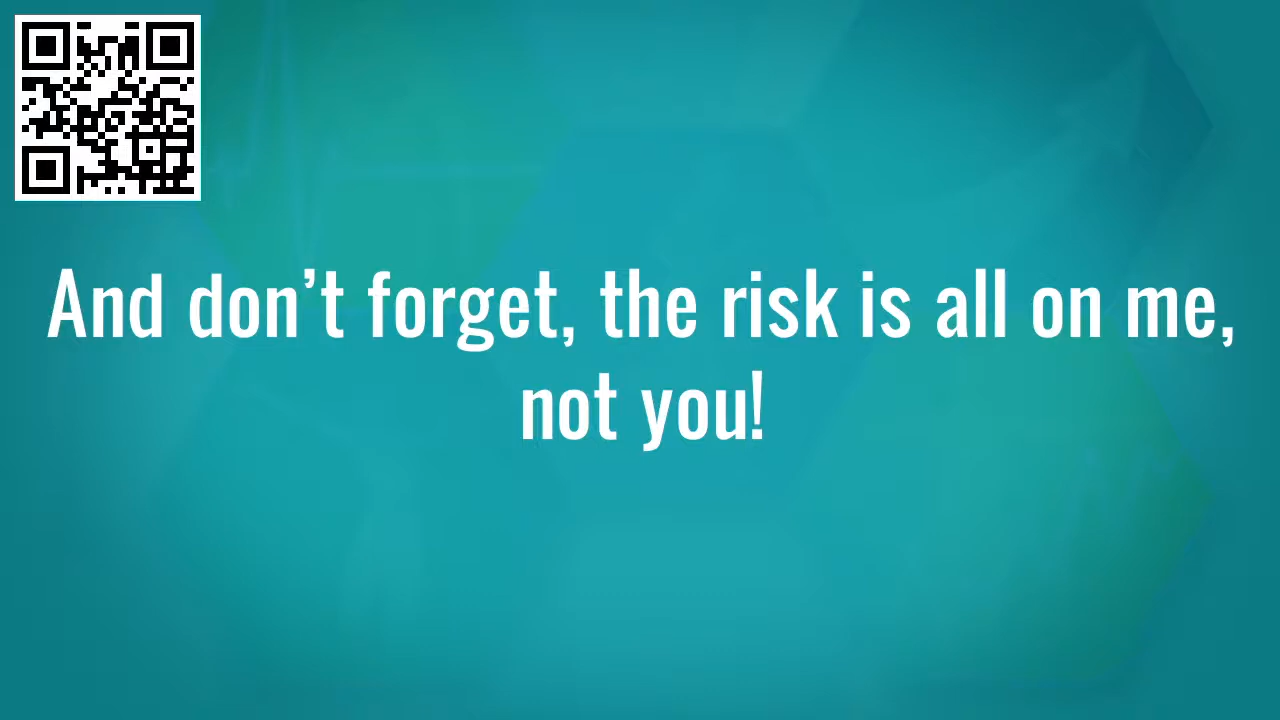 And don’t forget, the risk is all on me,
not you!